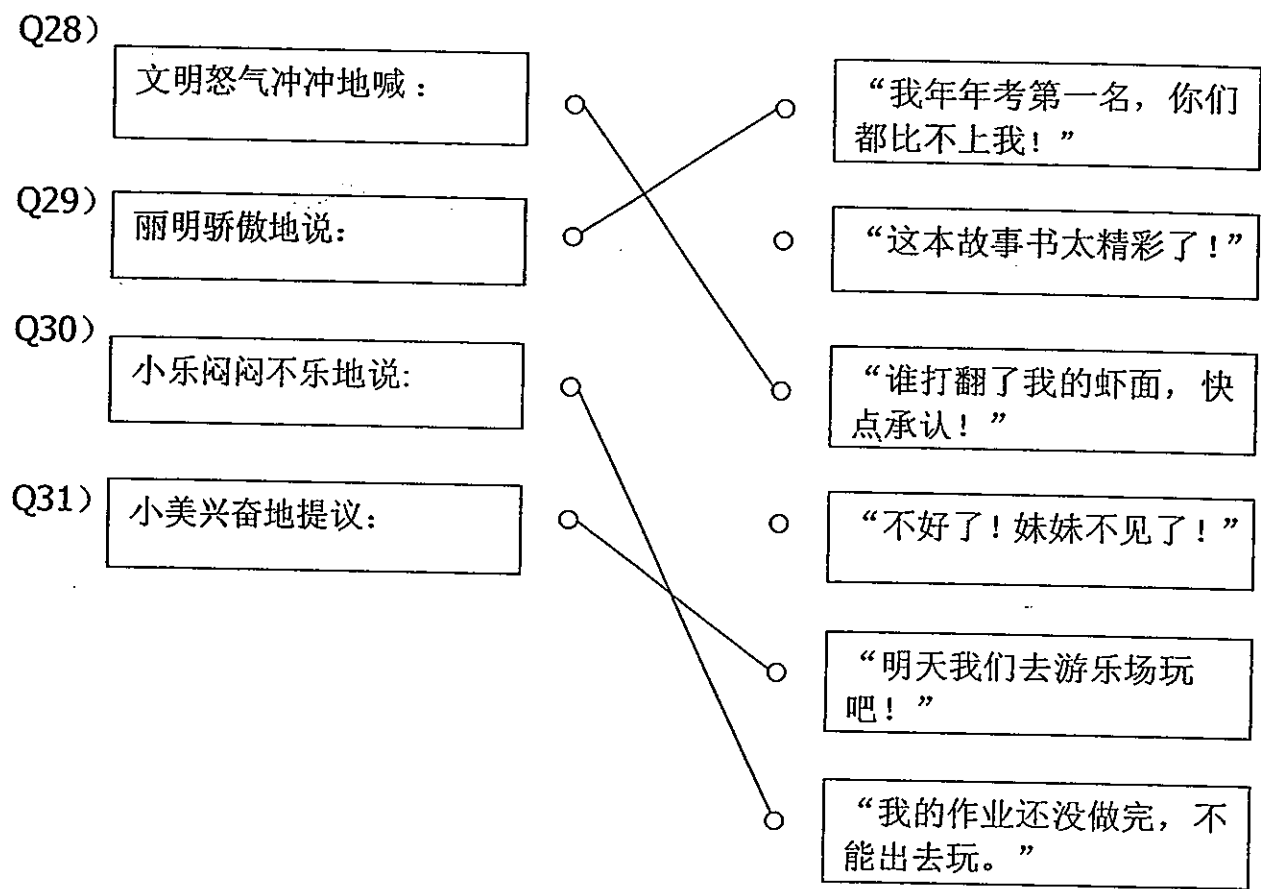 Q28）
文明怒气冲冲地喊：
“我年年考第一名，你们
都比不上我！”
Q29）
丽明骄傲地说：
“这本故事书太精彩了！”
Q30）
小乐闷闷不乐地说:
“谁打翻了我的虾面，快
点承认！”
Q31）
小美兴奋地提议：
“不好了！妹妹不见了！”
“明天我们去游乐场玩
吧！”
“我的作业还没做完，不
能出去玩。”